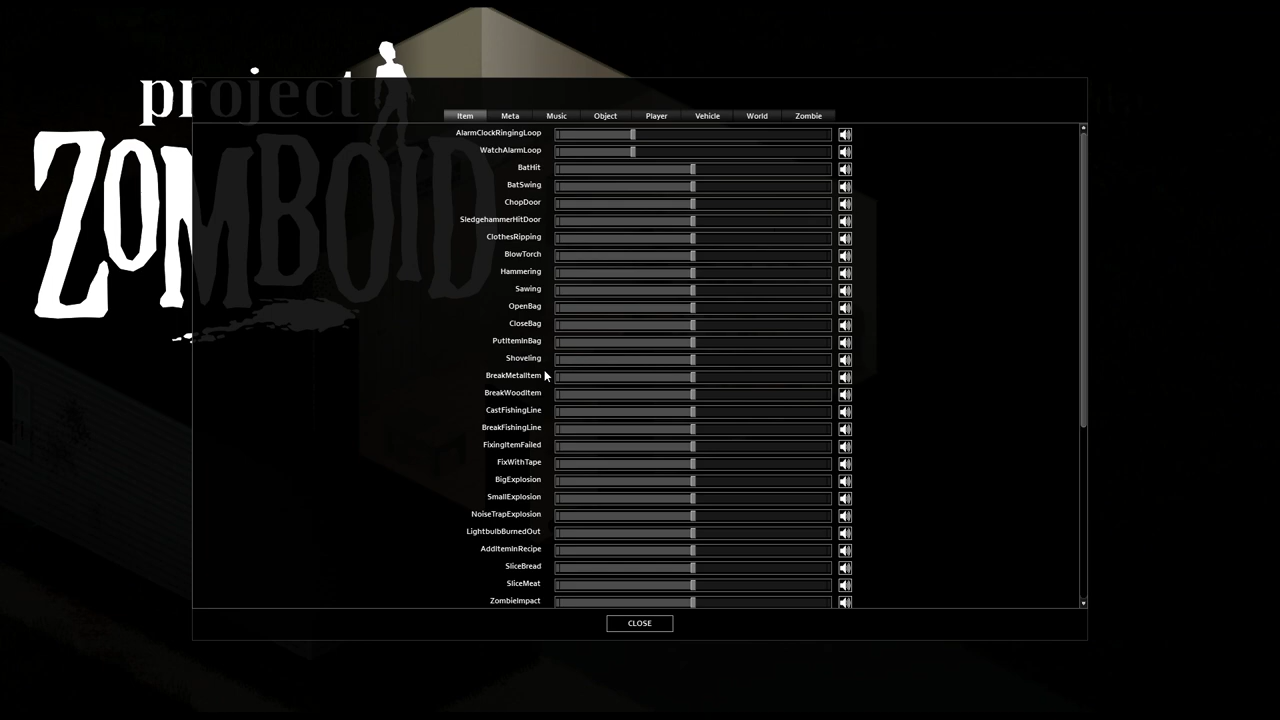 project
ZOMBOID
Item Meta Music Object Player Vehicle World Zombie
AlarmClockRingingLoop
WatchAlarmLoop
BatHit
BatSwing
ChopDoor
SledgehammerHitDoor
ClothesRipping
BlowTorch
Hammering
Sawing
OpenBag
CloseBag
PutItemInBag
Shoveling
BreakMetalItem
BreakWoodItem
CastFishingLine
BreakFishingLine
FixingItemFailed
FixWithTape
BigExplosion
SmallExplosion
NoiseTrapExplosion
LightbulbBurnedOut
AddItemInRecipe
SliceBread
SliceMeat
ZombieImpact
CLOSE